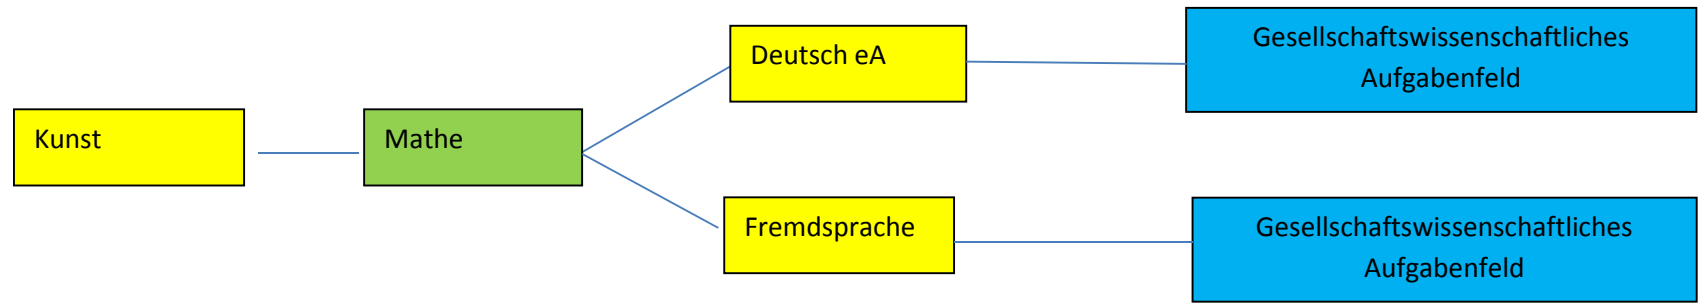 Kunst
Mathe
Deutsch eA
Gesellschaftswissenschaftliches
Aufgabenfeld
Fremdsprache
Gesellschaftswissenschaftliches
Aufgabenfeld